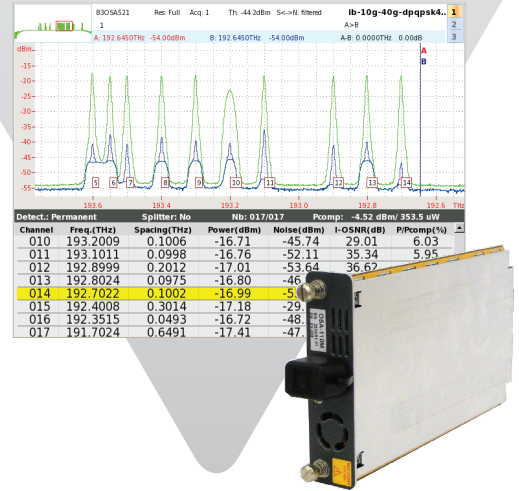 83OSA521 Res: Full Acq: 1 Th: -44.2dBm S<->N: filtered ib-10g-40g-dpqpsk4.. 1
1 A>B 2
A: 192.6450THz -54.00dBm B: 192.6450THz -54.00dBm A-B: 0.0000THz 0.00dB 3
dBm
A
B
-15
-20
-25
-30
-35
-40
-45
-50
-55
5 6 7 8 9 10 11 12 13 14
193.6 193.4 193.2 193.0 192.8 192.6 THz
Detect.: Permanent Splitter: No Nb: 017/017 Pcomp: -4.52 dBm/ 353.5 uW
Channel Freq.(THz) Spacing(THz) Power(dBm) Noise(dBm) I-OSNR(dB) P/Pcomp(%)
010 193.2009 0.1006 -16.71 -45.74 29.01 6.03
011 193.1011 0.0998 -16.76 -52.11 35.34 5.95
012 192.8999 0.2012 -17.01 -53.64 36.62
013 192.8024 0.0975 -16.80 -46
014 192.7022 0.1002 -16.99
015 192.4008 0.3014 -17.18 -29.
016 192.3515 0.0493 -16.72 -48.
017 191.7024 0.6491 -17.41 -47.
OSA-110M